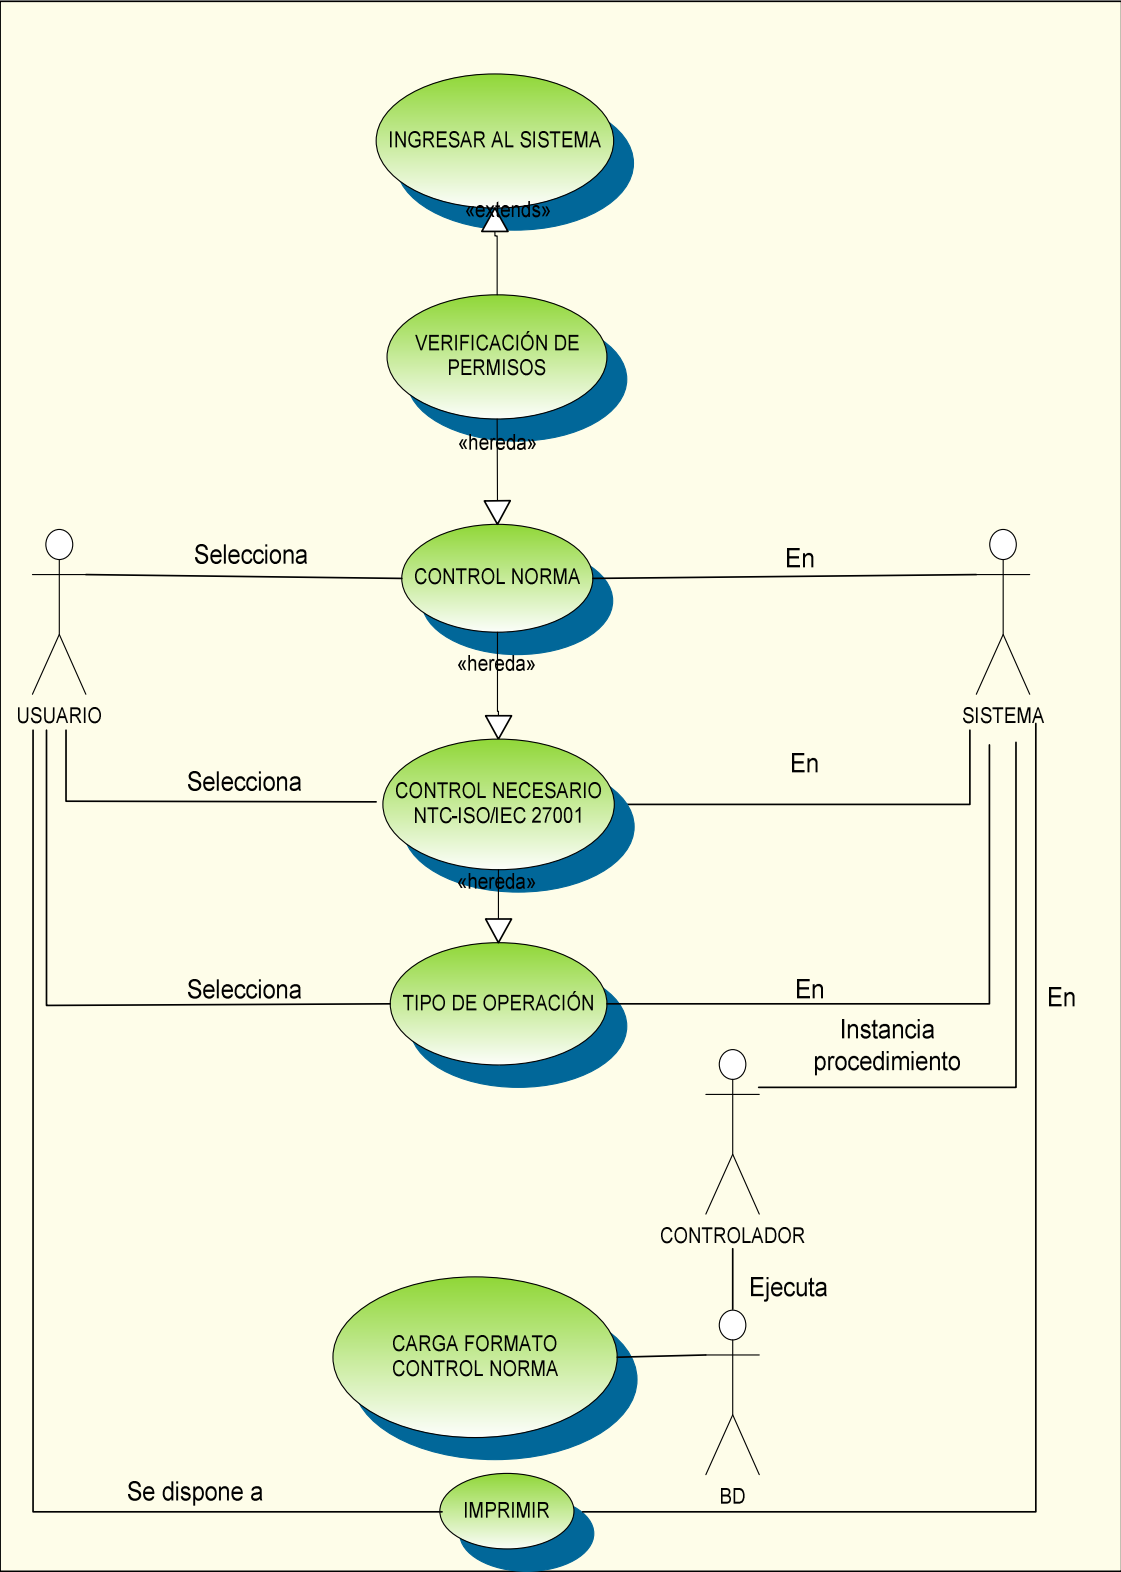 INGRESAR AL SISTEMA
«extends»
VERIFICACIÓN DE
PERMISOS
«hereda»
Selecciona
CONTROL NORMA
En
«hereda»
USUARIO
SISTEMA
Selecciona
CONTROL NECESARIO
NTC-ISO/IEC 27001
En
«hereda»
Selecciona
TIPO DE OPERACIÓN
En
En
Instancia
procedimiento
CONTROLADOR
Ejecuta
CARGA FORMATO
CONTROL NORMA
Se dispone a
IMPRIMIR
BD